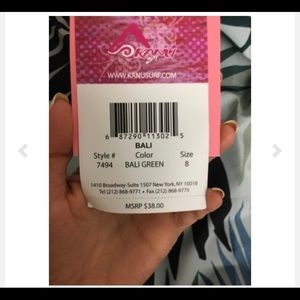 Kanu
WWW.KANUSURF.COM
6 87290 11302 5
BALI
Style # Color Size
7494 BALI GREEN 8
1410 Broadway-Suite 1507 New York, NY 10018
Tel (212) 868-9771 • Fax (212) 868-9775
MSRP $38.00